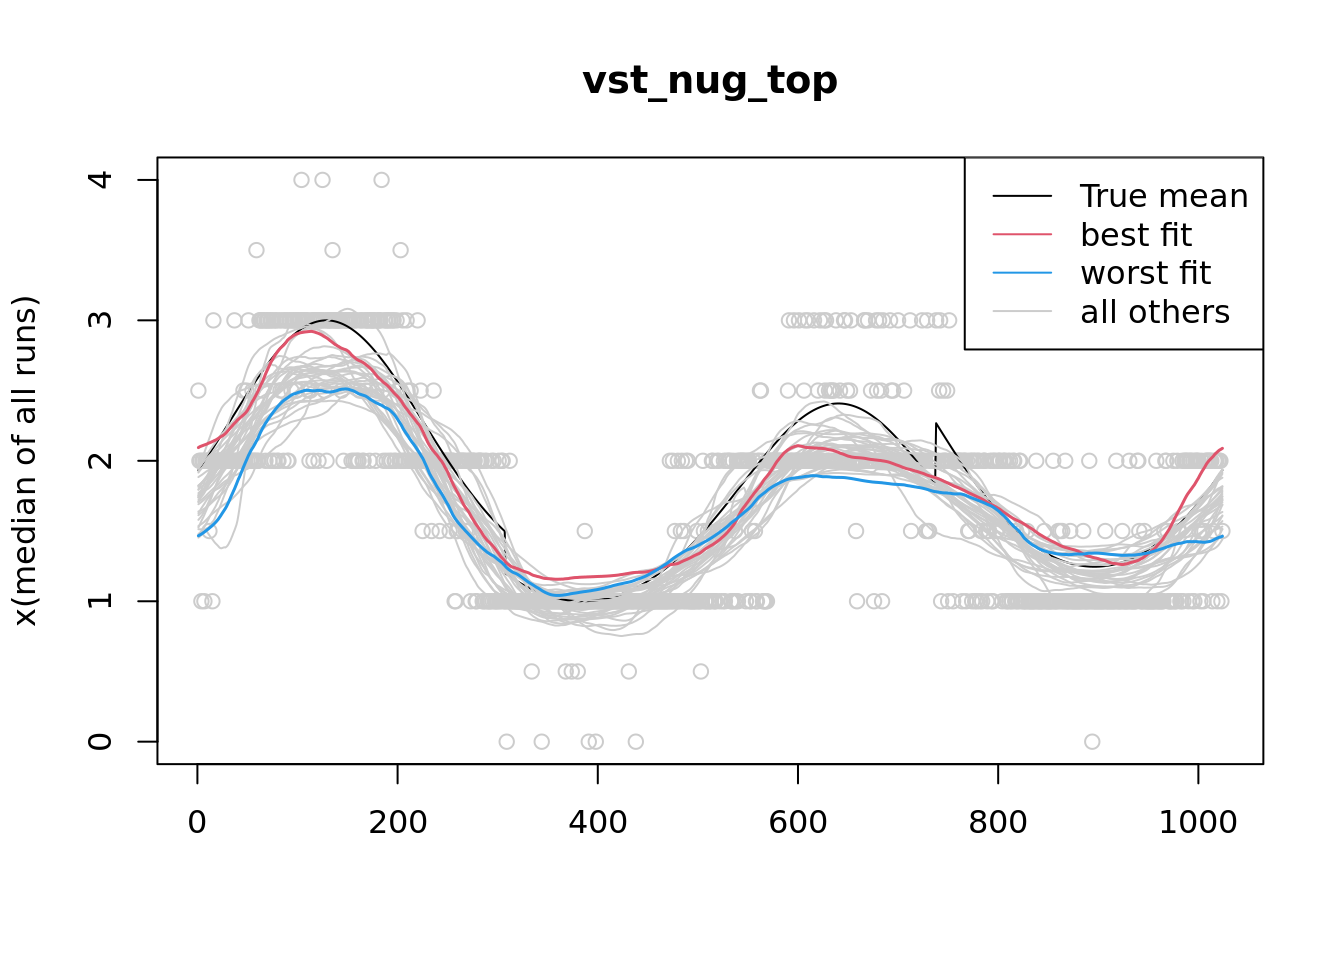 vst_nug_top
x(median of all runs)
4
3
2
1
0
True mean
best fit
worst fit
all others
0 200 400 600 800 1000